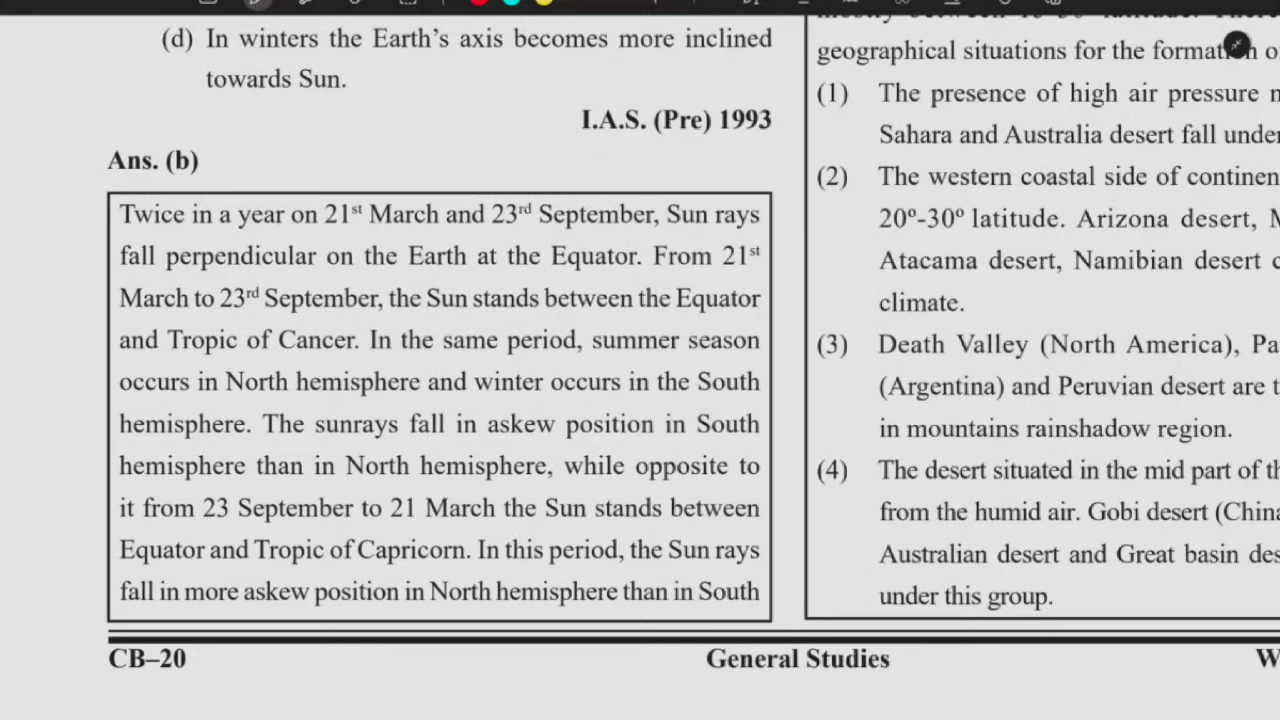 (d) In winters the Earth's axis becomes more inclined
towards Sun.
I.A.S. (Pre) 1993
Ans. (b)
Twice in a year on 21st March and 23rd September, Sun rays
fall perpendicular on the Earth at the Equator. From 21st
March to 23rd September, the Sun stands between the Equator
and Tropic of Cancer. In the same period, summer season
occurs in North hemisphere and winter occurs in the South
hemisphere. The sunrays fall in askew position in South
hemisphere than in North hemisphere, while opposite to
it from 23 September to 21 March the Sun stands between
Equator and Tropic of Capricorn. In this period, the Sun rays
fall in more askew position in North hemisphere than in South
geographical situations for the formation
(1) The presence of high air pressure
Sahara and Australia desert fall under
(2) The western coastal side of
20º-30º latitude. Arizona desert,
Atacama desert, Namibian desert
climate.
(3) Death Valley (North America),
(Argentina) and Peruvian desert are
in mountains rainshadow region.
(4) The desert situated in the mid part of
from the humid air. Gobi desert (China
Australian desert and Great basin
under this group.
CB–20
General Studies